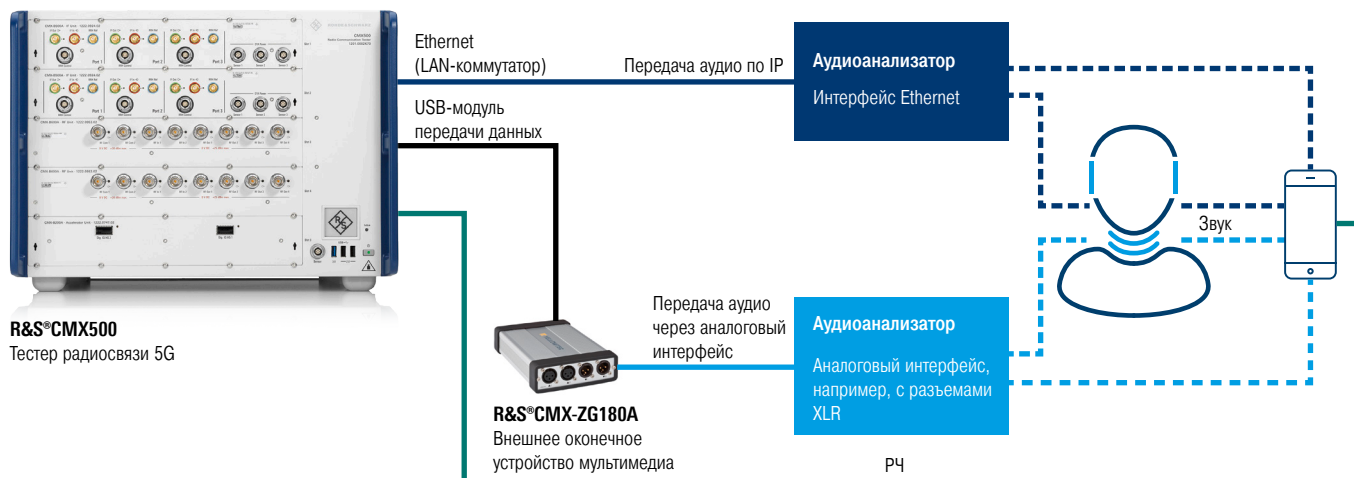 Ethernet
(LAN-коммутатор)
Передача аудио по IP
USB-модуль
передачи данных
Аудиоанализатор
Интерфейс Ethernet
Звук
R&S®CMX500
Тестер радиосвязи 5G
Передача аудио
через аналоговый
интерфейс
R&S®CMX-ZG180A
Внешнее оконечное
устройство мультимедиа
Аудиоанализатор
Аналоговый интерфейс,
например, с разъемами
XLR
РЧ